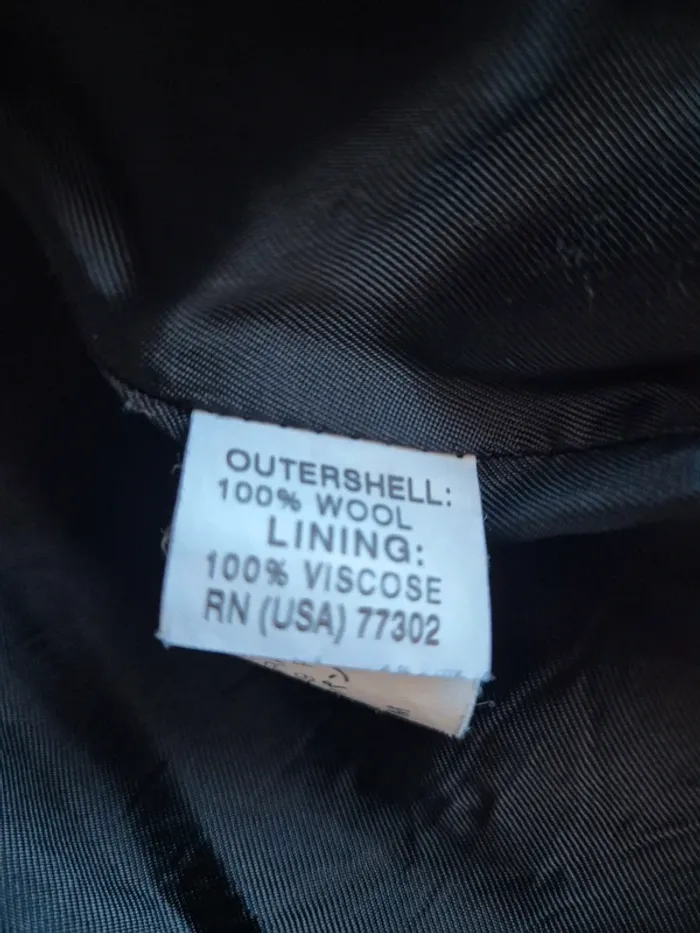 OUTERSHELL:
100% WOOL
LINING:
100% VISCOSE
RN (USA) 77302